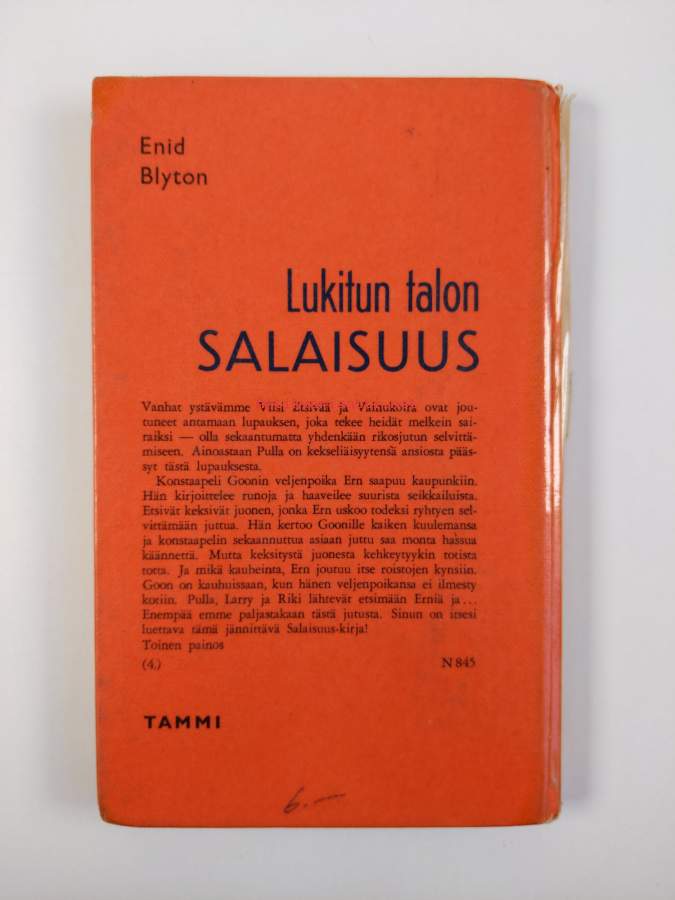 Enid
Blyton
Lukitun talon
SALAISUUS
Vanhat ystävämme Viisi Etsivää ja Vainukoira ovat jou-
tuneet antamaan lupauksen, joka tekee heidät melkein sai-
raiksi — olla sekaantumatta yhdenkään rikosjutun selvittä-
miseen. Ainoastaan Pulla on kekseliäisyytensä ansiosta pääs-
syt tästä lupauksesta.
Konstaapeli Goonin veljenpoika Ern saapuu kaupunkiin.
Hän kirjoittelee runoja ja haaveilee suurista seikkailuista.
Etsivät keksivät juonen, jonka Ern uskoo todeksi ryhtyen sel-
vittämään juttua. Hän kertoo Goonille kaiken kuulemansa
ja konstaapelin sekaannuttua asiaan juttu saa monta hassua
käännettä. Mutta keksitystä juonesta kehkeytyykin totista
totta. Ja mikä kauheinta, Ern joutuu itse roistojen kynsiin.
Goon on kauhuissaan, kun hänen veljenpoikansa ei ilmesty
kotiin. Pulla, Larry ja Riki lähtevät etsimään Erniä ja...
Enempää emme paljastakaan tästä jutusta. Sinun on itsesi
luettava tämä jännittävä Salaisuus-kirja!
Toinen painos
(4.) N 845
TAMMI
6.—